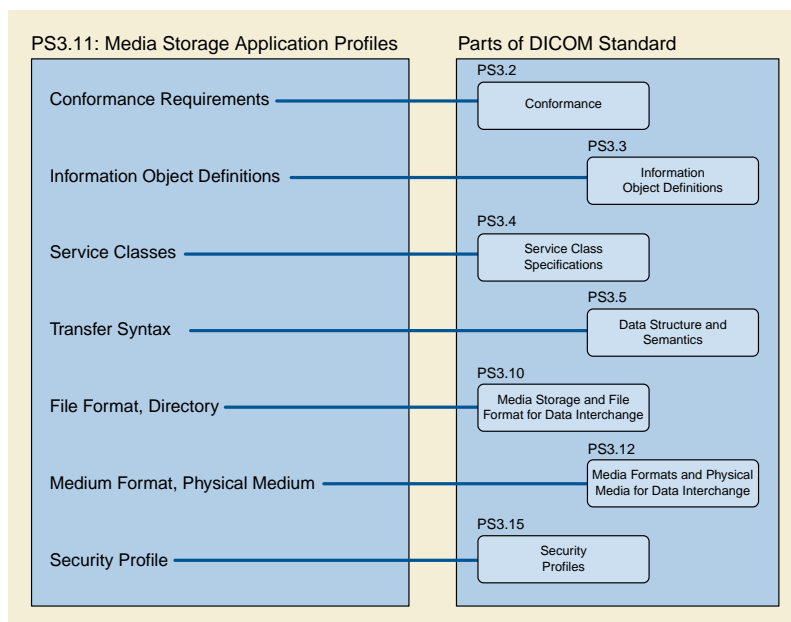 PS3.11: Media Storage Application Profiles
Parts of DICOM Standard
Conformance Requirements
PS3.2
Conformance
Information Object Definitions
PS3.3
Information
Object Definitions
Service Classes
PS3.4
Service Class
Specifications
Transfer Syntax
PS3.5
Data Structure and
Semantics
File Format, Directory
PS3.10
Media Storage and File
Format for Data Interchange
Medium Format, Physical Medium
PS3.12
Media Formats and Physical
Media for Data Interchange
Security Profile
PS3.15
Security
Profiles